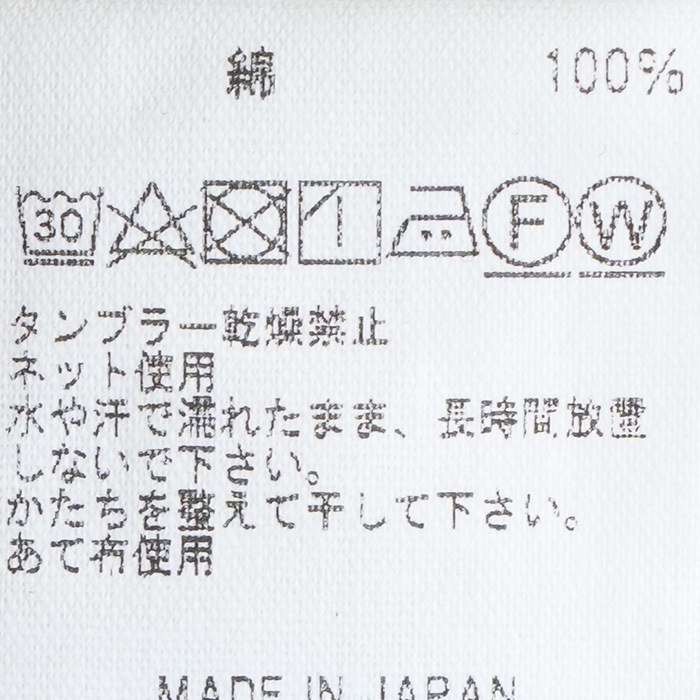 綿 100%
30 F W
タンブラー乾燥禁止
ネット使用
水や汗で濡れたまま、長時間放置
しないで下さい。
かたちを整えて干して下さい。
あて布使用
MADE IN JAPAN